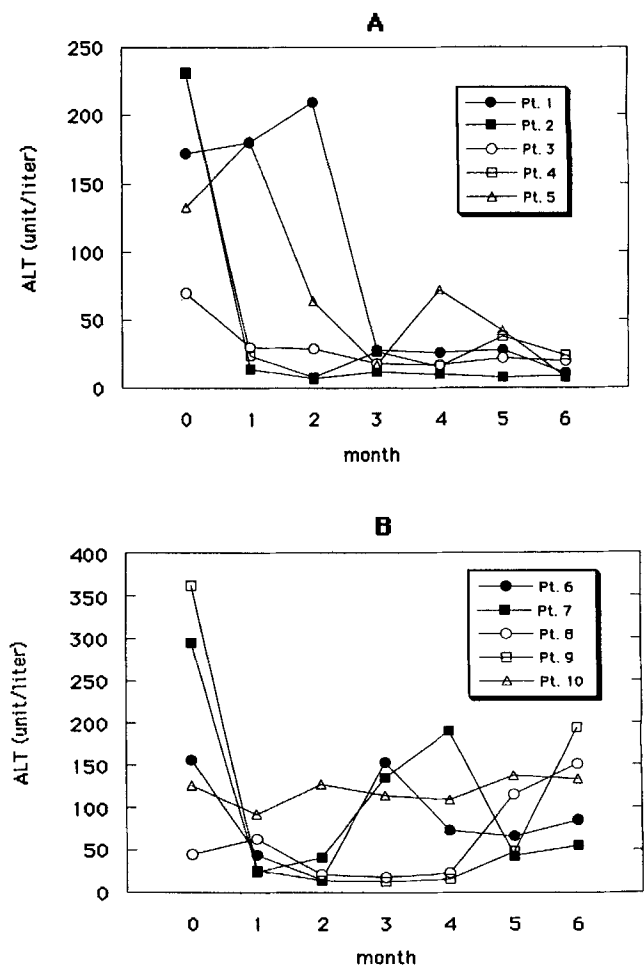 A
250
200
150
100
50
0
ALT (unit/liter)
Pt. 1
Pt. 2
Pt. 3
Pt. 4
Pt. 5
0 1 2 3 4 5 6
month
B
400
350
300
250
200
150
100
50
0
ALT (unit/liter)
Pt. 6
Pt. 7
Pt. 8
Pt. 9
Pt. 10
0 1 2 3 4 5 6
month